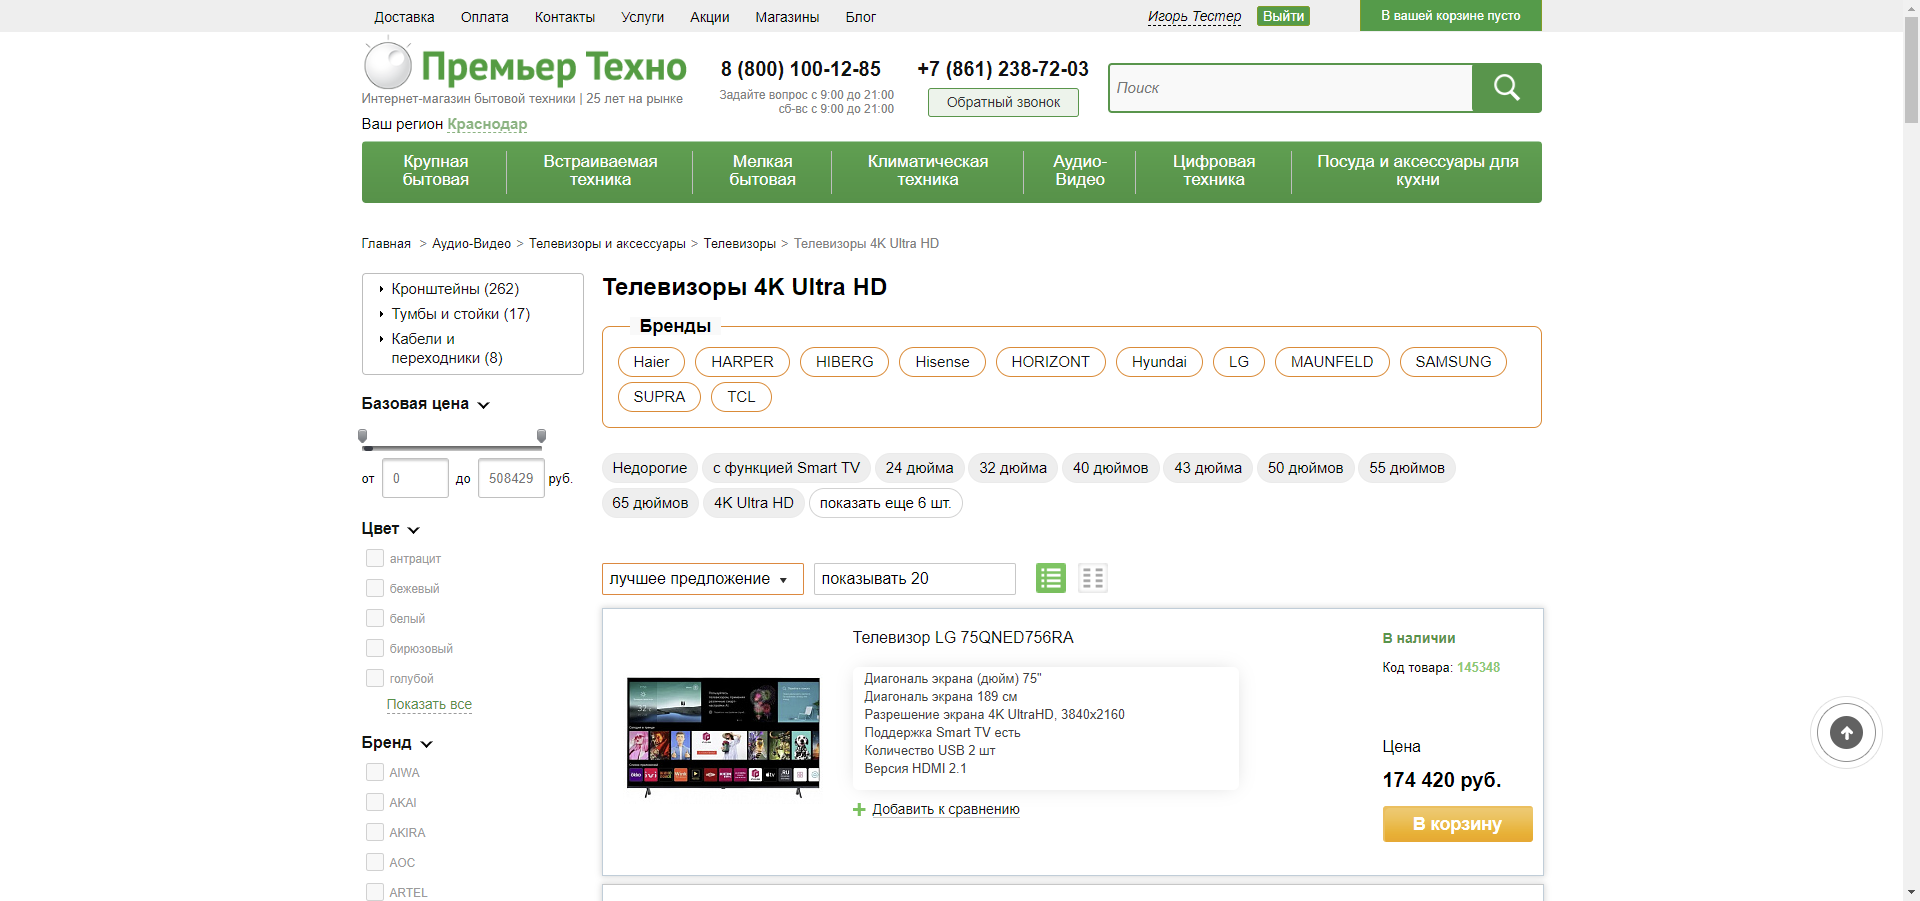 Доставка Оплата Контакты Услуги Акции Магазины Блог Игорь Тестер Выйти В вашей корзине пусто
Премьер Техно
Интернет-магазин бытовой техники | 25 лет на рынке
Ваш регион Краснодар
8 (800) 100-12-85
Задайте вопрос с 9:00 до 21:00
сб-вс с 9:00 до 21:00
+7 (861) 238-72-03
Обратный звонок
Поиск
Крупная бытовая
Встраиваемая техника
Мелкая бытовая
Климатическая техника
Аудио-Видео
Цифровая техника
Посуда и аксессуары для кухни
Главная > Аудио-Видео > Телевизоры и аксессуары > Телевизоры > Телевизоры 4K Ultra HD
Кронштейны (262)
Тумбы и стойки (17)
Кабели и
переходники (8)
Базовая цена
от 0 до 508429 руб.
Цвет
антрацит
бежевый
белый
бирюзовый
голубой
Показать все
Бренд
AIWA
AKAI
AKIRA
AOC
ARTEL
Телевизоры 4K Ultra HD
Бренды
Haier HARPER HIBERG Hisense HORIZONT Hyundai LG MAUNFELD SAMSUNG
SUPRA TCL
Недорогие с функцией Smart TV 24 дюйма 32 дюйма 40 дюймов 43 дюйма 50 дюймов 55 дюймов
65 дюймов 4K Ultra HD показать еще 6 шт.
лучшее предложение показывать 20
Телевизор LG 75QNED756RA
Диагональ экрана (дюйм) 75"
Диагональ экрана 189 см
Разрешение экрана 4K UltraHD, 3840x2160
Поддержка Smart TV есть
Количество USB 2 шт
Версия HDMI 2.1
Добавить к сравнению
В наличии
Код товара: 145348
Цена
174 420 руб.
В корзину